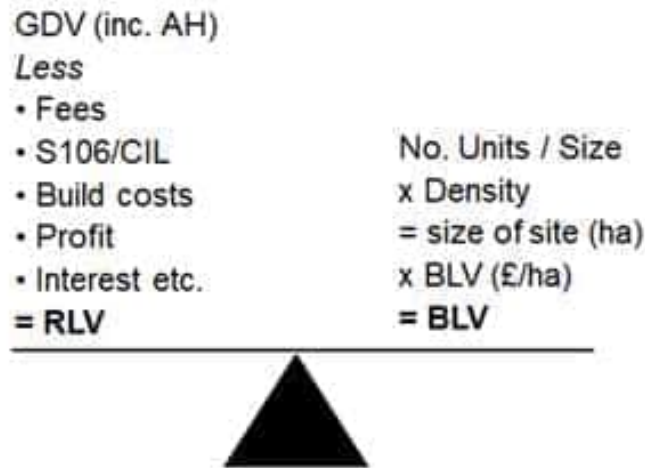 GDV (inc. AH)
Less
• Fees
• S106/CIL
• Build costs
• Profit
• Interest etc.
= RLV
No. Units / Size
x Density
= size of site (ha)
x BLV (£/ha)
= BLV